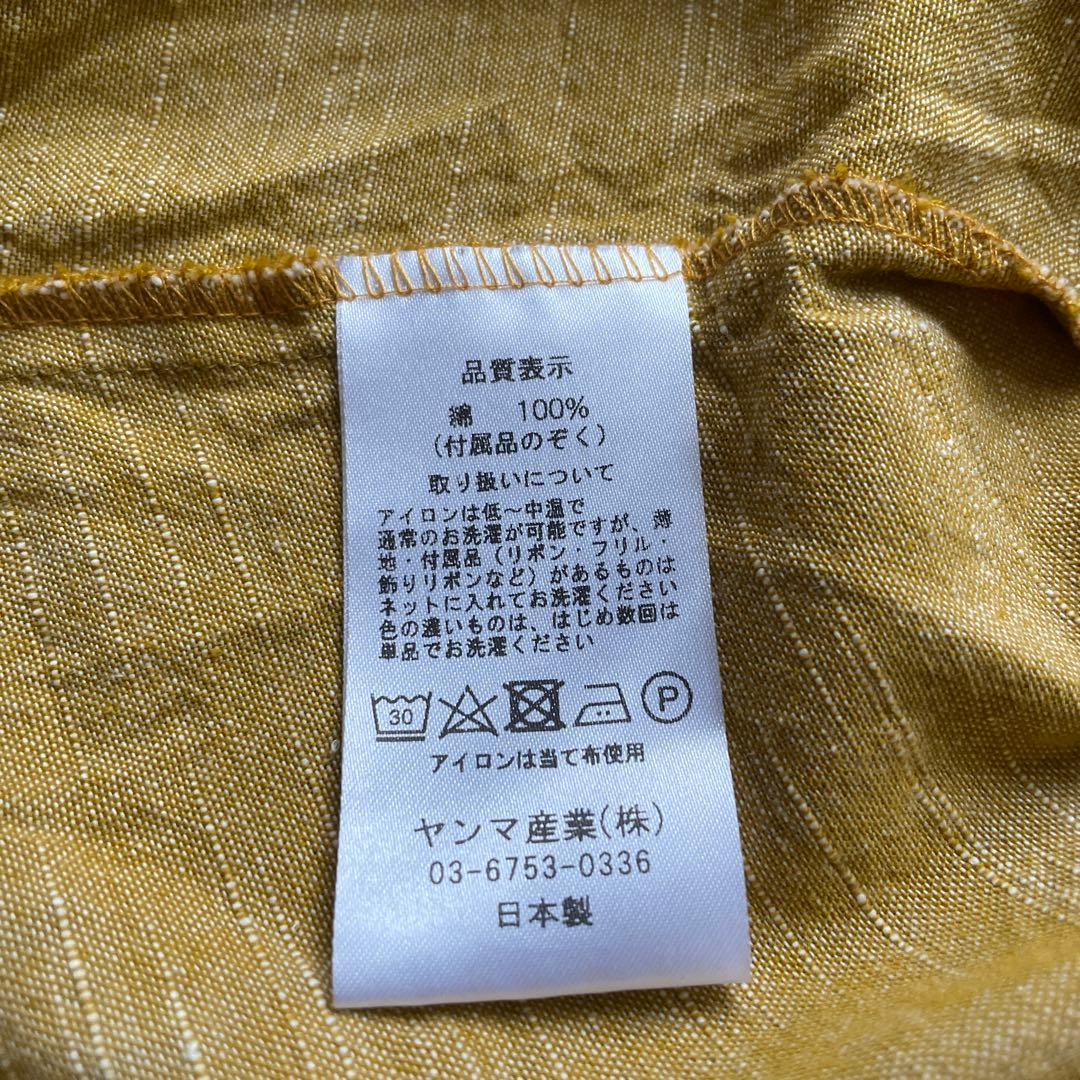 品質表示
綿 100%
(付属品のぞく)
取り扱いについて
アイロンは低～中温で
通常のお洗濯が可能ですが、薄
地・付属品(リボン・フリル・
飾りリボンなど)があるものは
ネットに入れてお洗濯ください
色の濃いものは、はじめ数回は
単品でお洗濯ください
30 P
アイロンは当て布使用
ヤンマ産業(株)
03-6753-0336
日本製